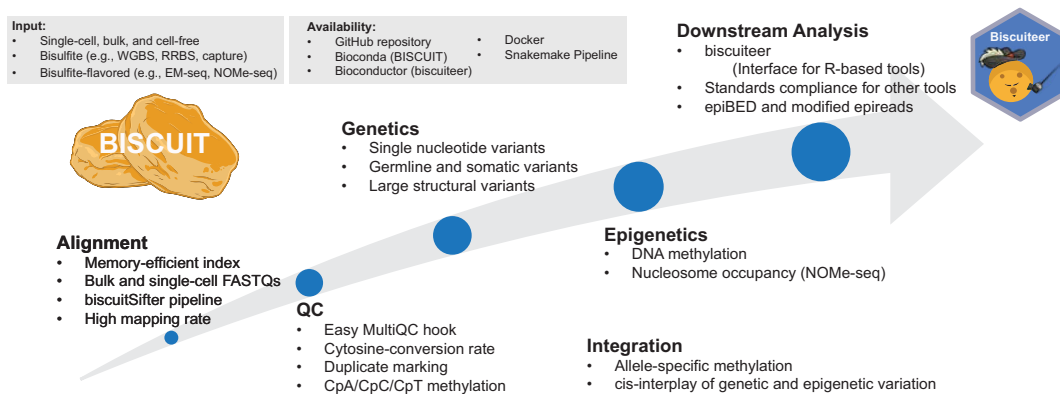 Input:
• Single-cell, bulk, and cell-free
• Bisulfite (e.g., WGBS, RRBS, capture)
• Bisulfite-flavored (e.g., EM-seq, NOMe-seq)
Availability:
• GitHub repository
• Bioconda (BISCUIT)
• Bioconductor (biscuiteer)
• Docker
• Snakemake Pipeline
Downstream Analysis
• biscuiteer
(Interface for R-based tools)
• Standards compliance for other tools
• epiBED and modified epireads
Biscuiteer
BISCUIT
Genetics
• Single nucleotide variants
• Germline and somatic variants
• Large structural variants
Alignment
• Memory-efficient index
• Bulk and single-cell FASTQs
• biscuitSifter pipeline
• High mapping rate
Epigenetics
• DNA methylation
• Nucleosome occupancy (NOMe-seq)
QC
• Easy MultiQC hook
• Cytosine-conversion rate
• Duplicate marking
• CpA/CpC/CpT methylation
Integration
• Allele-specific methylation
• cis-interplay of genetic and epigenetic variation